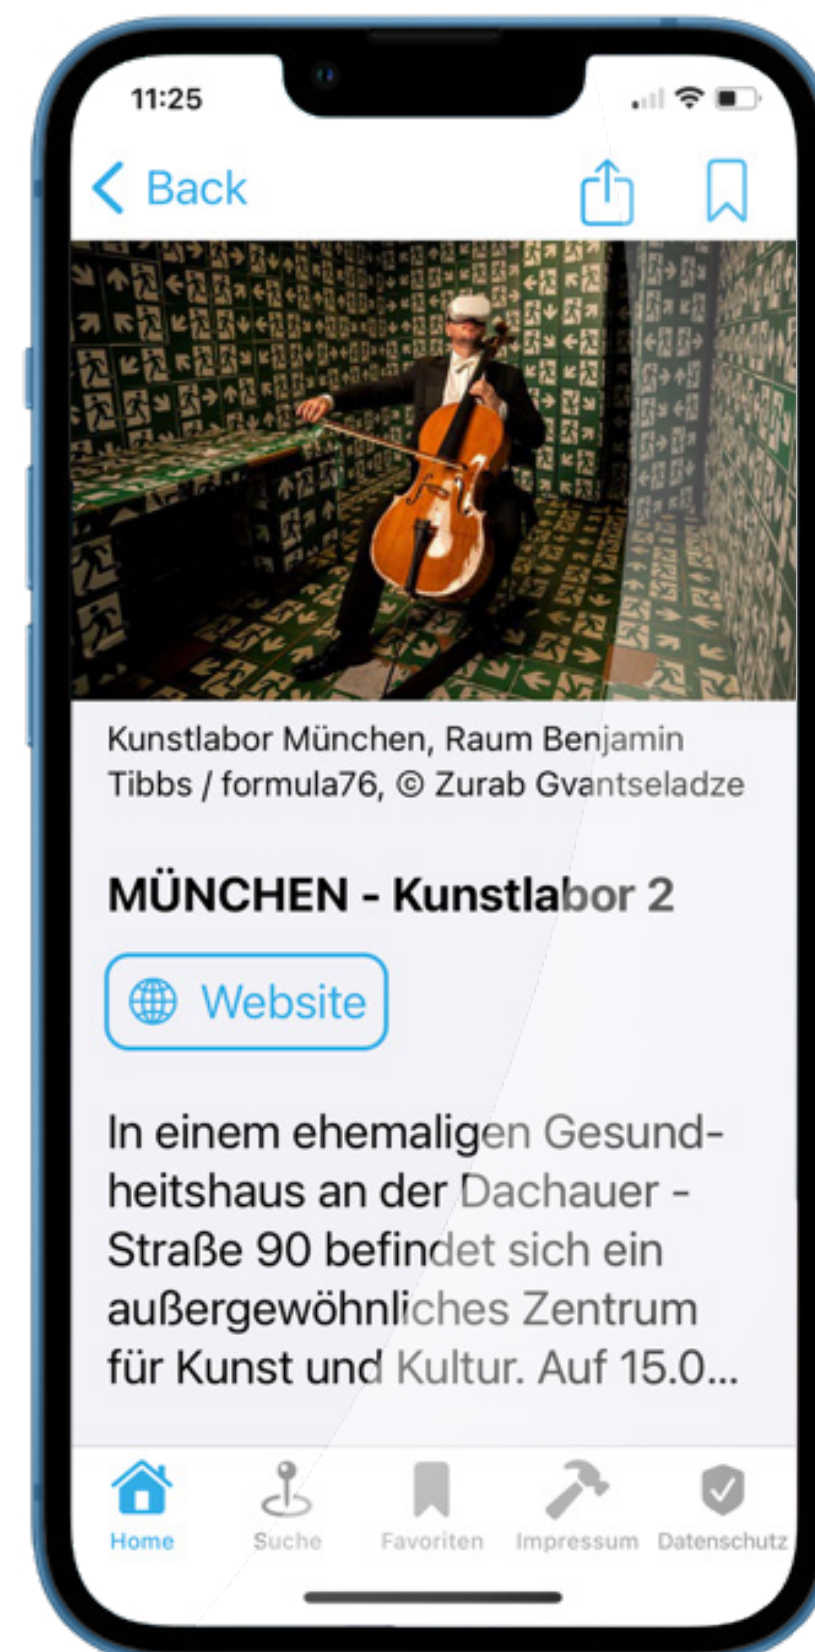 11:25
Back
Kunstlabor München, Raum Benjamin
Tibbs / formula76, © Zurab Gvantseladze
MÜNCHEN - Kunstlabor 2
Website
In einem ehemaligen Gesund-
heitshaus an der Dachauer -
Straße 90 befindet sich ein
außergewöhnliches Zentrum
für Kunst und Kultur. Auf 15.0...
Home Suche Favoriten Impressum Datenschutz